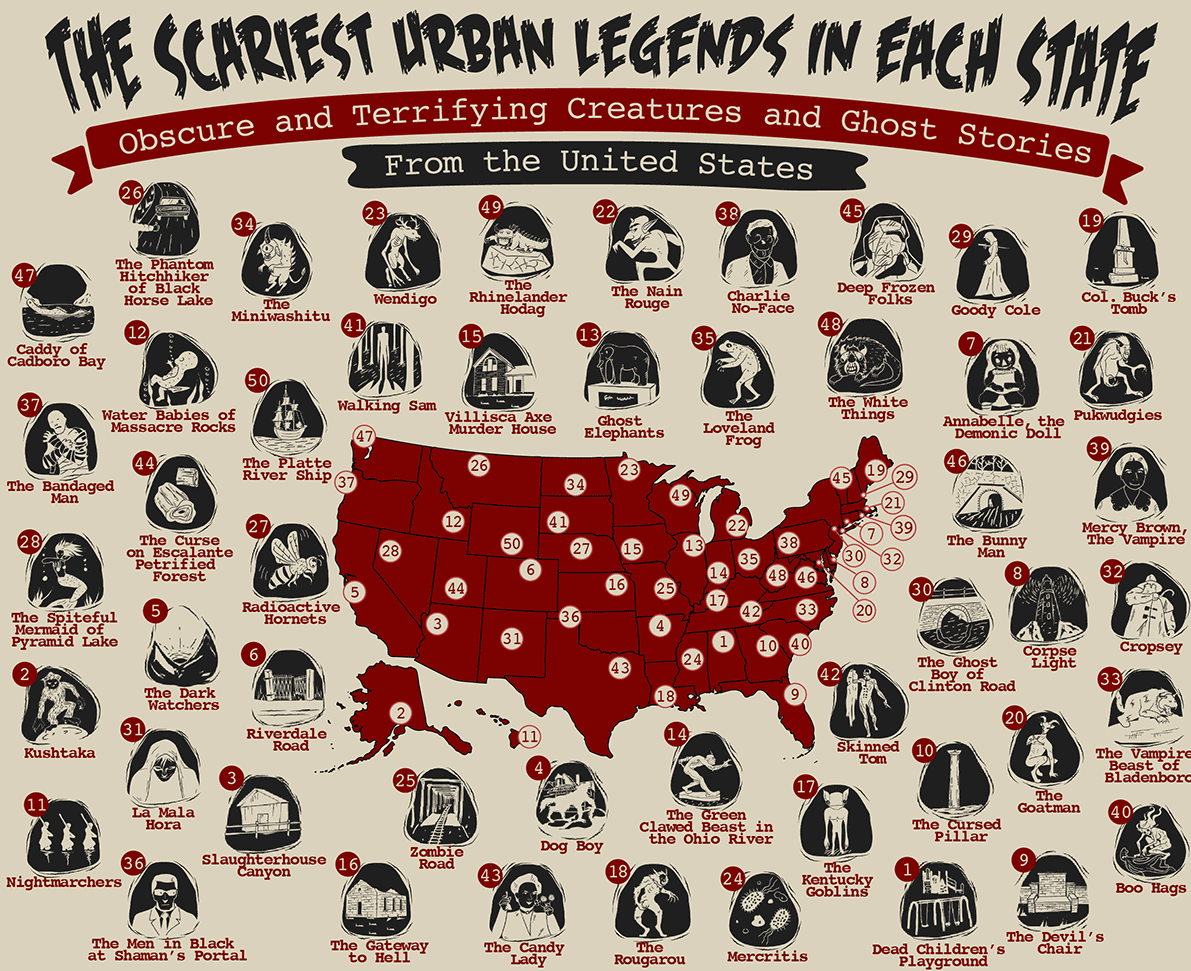 THE SCARIEST URBAN LEGENDS IN EACH STATE
Obscure and Terrifying Creatures and Ghost Stories
From the United States
26
The Phantom
Hitchhiker
of Black
Horse Lake
34
The
Miniwashitu
23
Wendigo
49
The
Rhinelander
Hodag
22
The Nain
Rouge
38
Charlie
No-Face
45
Deep Frozen
Folks
29
Goody Cole
19
Col. Buck's
Tomb
47
Caddy of
Cadboro Bay
12
Water Babies of
Massacre Rocks
50
The Platte
River Ship
41
Walking Sam
15
Villisca Axe
Murder House
13
Ghost
Elephants
35
The
Loveland
Frog
48
The White
Things
7
Annabelle, the
Demonic Doll
21
Pukwudgies
37
The Bandaged
Man
44
The Curse
on Escalante
Petrified
Forest
46
The Bunny
Man
39
Mercy Brown,
The Vampire
28
The Spiteful
Mermaid of
Pyramid Lake
27
Radioactive
Hornets
5
The Dark
Watchers
30
The Ghost
Boy of
Clinton Road
8
Corpse
Light
32
Cropsey
2
Kushtaka
6
Riverdale
Road
42
Skinned
Tom
33
The Vampire
Beast of
Bladenboro
20
The
Goatman
31
La Mala
Hora
10
The Cursed
Pillar
11
Nightmarchers
3
Slaughterhouse
Canyon
25
Zombie
Road
4
Dog Boy
14
The Green
Clawed Beast in
the Ohio River
17
The
Kentucky
Goblins
40
Boo Hags
36
The Men in Black
at Shaman's Portal
16
The Gateway
to Hell
43
The Candy
Lady
18
The
Rougarou
24
Mercritis
1
Dead Children's
Playground
9
The Devil's
Chair
47
26
23
34
37
49
45
19
29
21
12
41
22
39
7
28
50
27
15
13
35
38
30
32
6
14
48
46
8
5
44
16
25
17
42
33
20
3
31
36
4
1
10
40
24
43
18
9
2
11